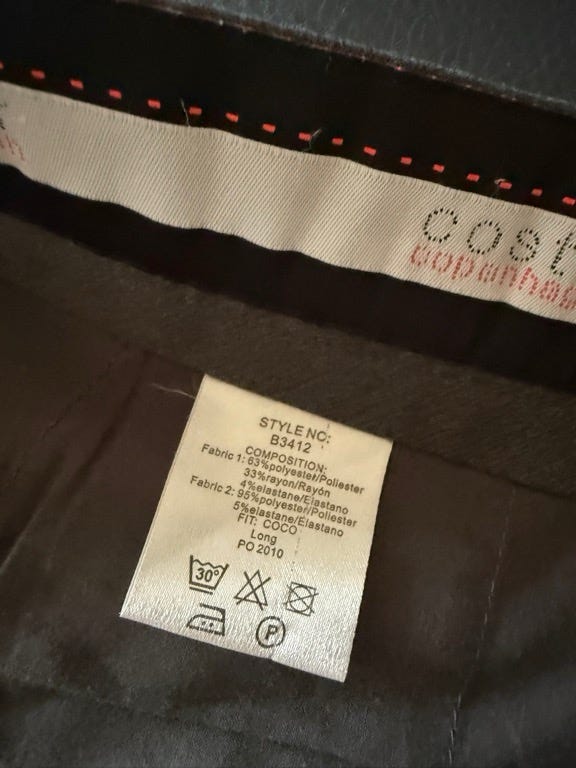 cost
copenha
STYLE NO:
B3412
COMPOSITION:
Fabric 1: 63%polyester/Poliester
33%rayon/Rayón
4%elastane/Elastano
Fabric 2: 95%polyester/Poliester
5%elastane/Elastano
FIT: COCO
Long
PO 2010
30°
P